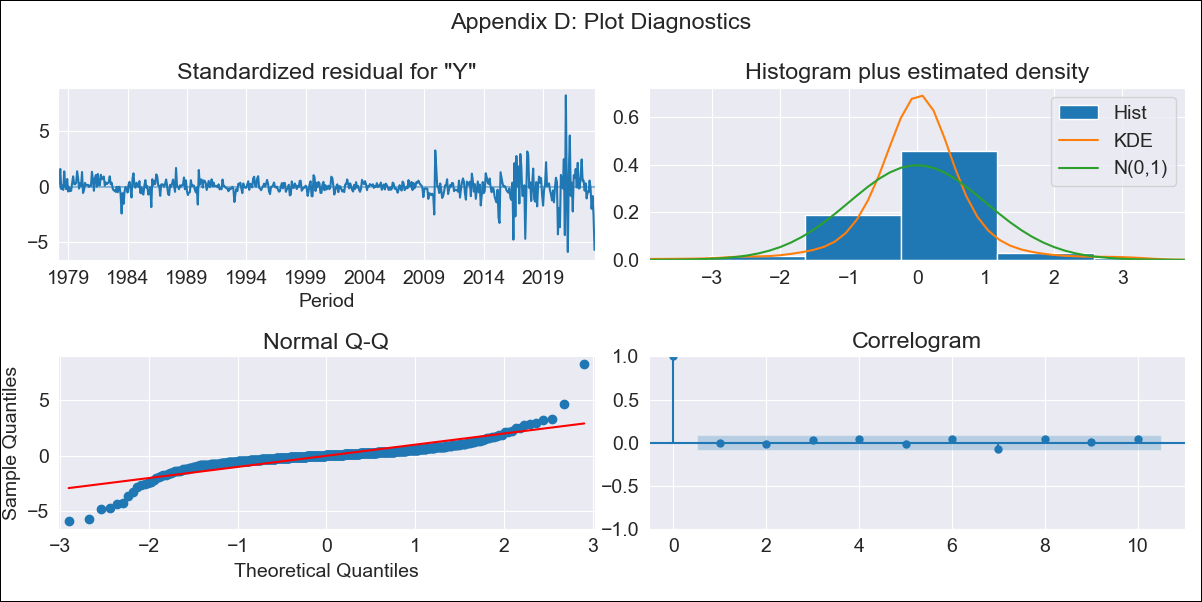 Appendix D: Plot Diagnostics
Standardized residual for "Y"
5
0
−5
1979 1984 1989 1994 1999 2004 2009 2014 2019
Period
Histogram plus estimated density
0.6
0.4
0.2
0.0
−3 −2 −1 0 1 2 3
Hist
KDE
N(0,1)
Normal Q-Q
Sample Quantiles
5
0
−5
−3 −2 −1 0 1 2 3
Theoretical Quantiles
Correlogram
1.0
0.5
0.0
−0.5
−1.0
0 2 4 6 8 10